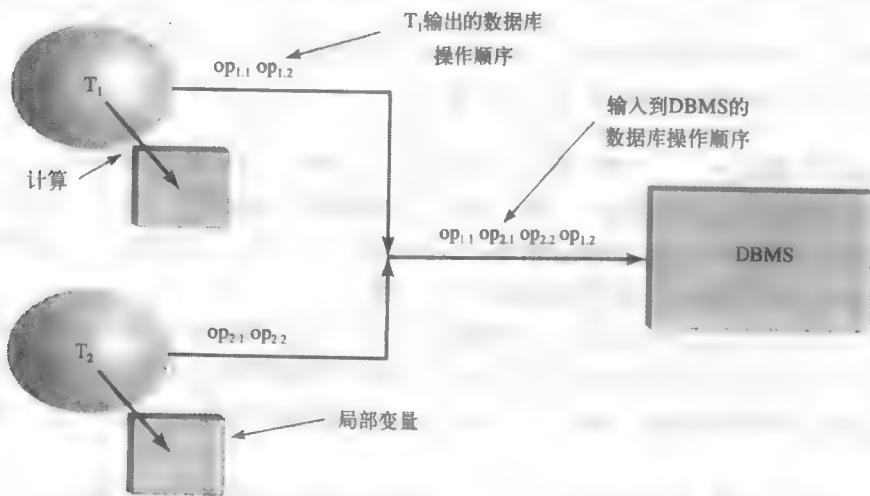 T₁输出的数据库
操作顺序
op₁.₁ op₁.₂
T₁
输入到DBMS的
数据库操作顺序
计算
op₁ ₁ op₂.₁ op₂.₂ op₁.₂
DBMS
op₂ ₁ op₂ ₂
T₂
局部变量